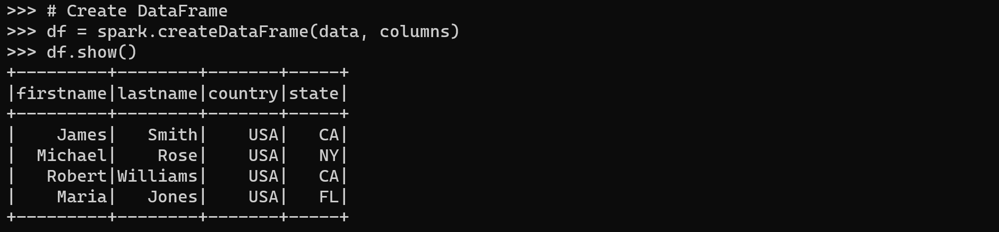 >>> # Create DataFrame
>>> df = spark.createDataFrame(data, columns)
>>> df.show()
+---------+--------+-------+-----+
|firstname|lastname|country|state|
+---------+--------+-------+-----+
|    James|   Smith|    USA|   CA|
|  Michael|    Rose|    USA|   NY|
|   Robert|Williams|    USA|   CA|
|    Maria|   Jones|    USA|   FL|
+---------+--------+-------+-----+